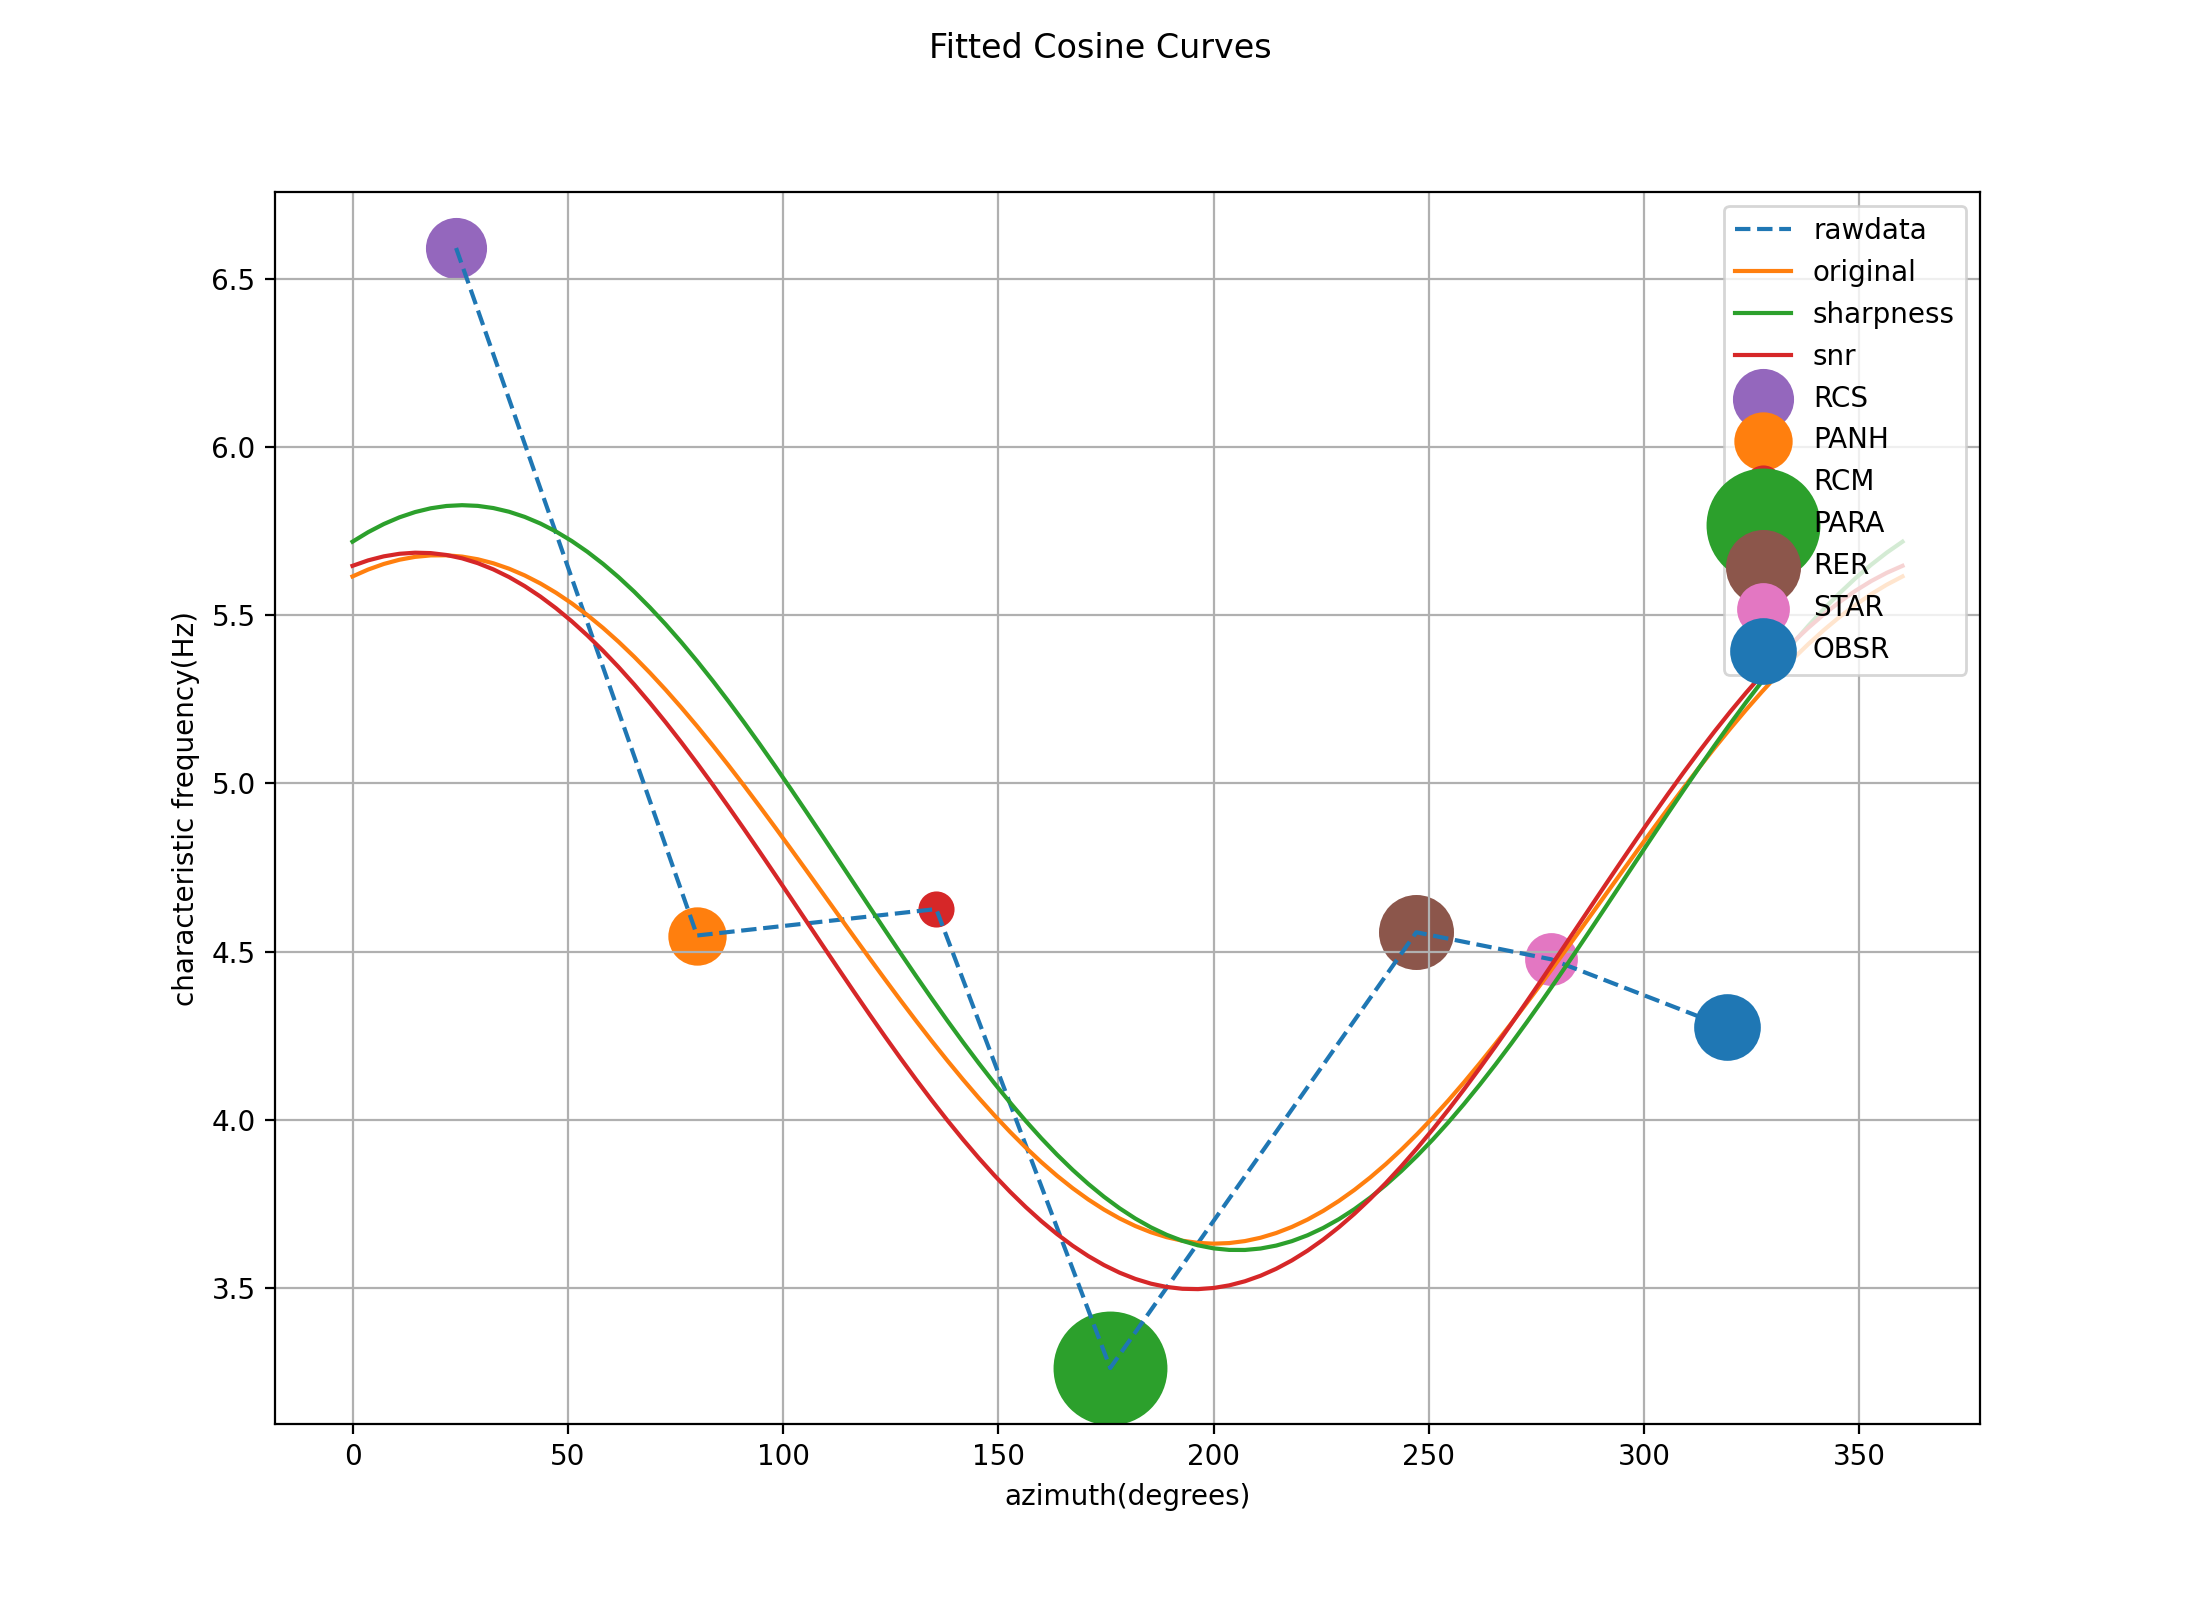 Fitted Cosine Curves
characteristic frequency(Hz)
6.5
6.0
5.5
5.0
4.5
4.0
3.5
rawdata
original
sharpness
snr
RCS
PANH
RCM
PARA
RER
STAR
OBSR
0 50 100 150 200 250 300 350
azimuth(degrees)